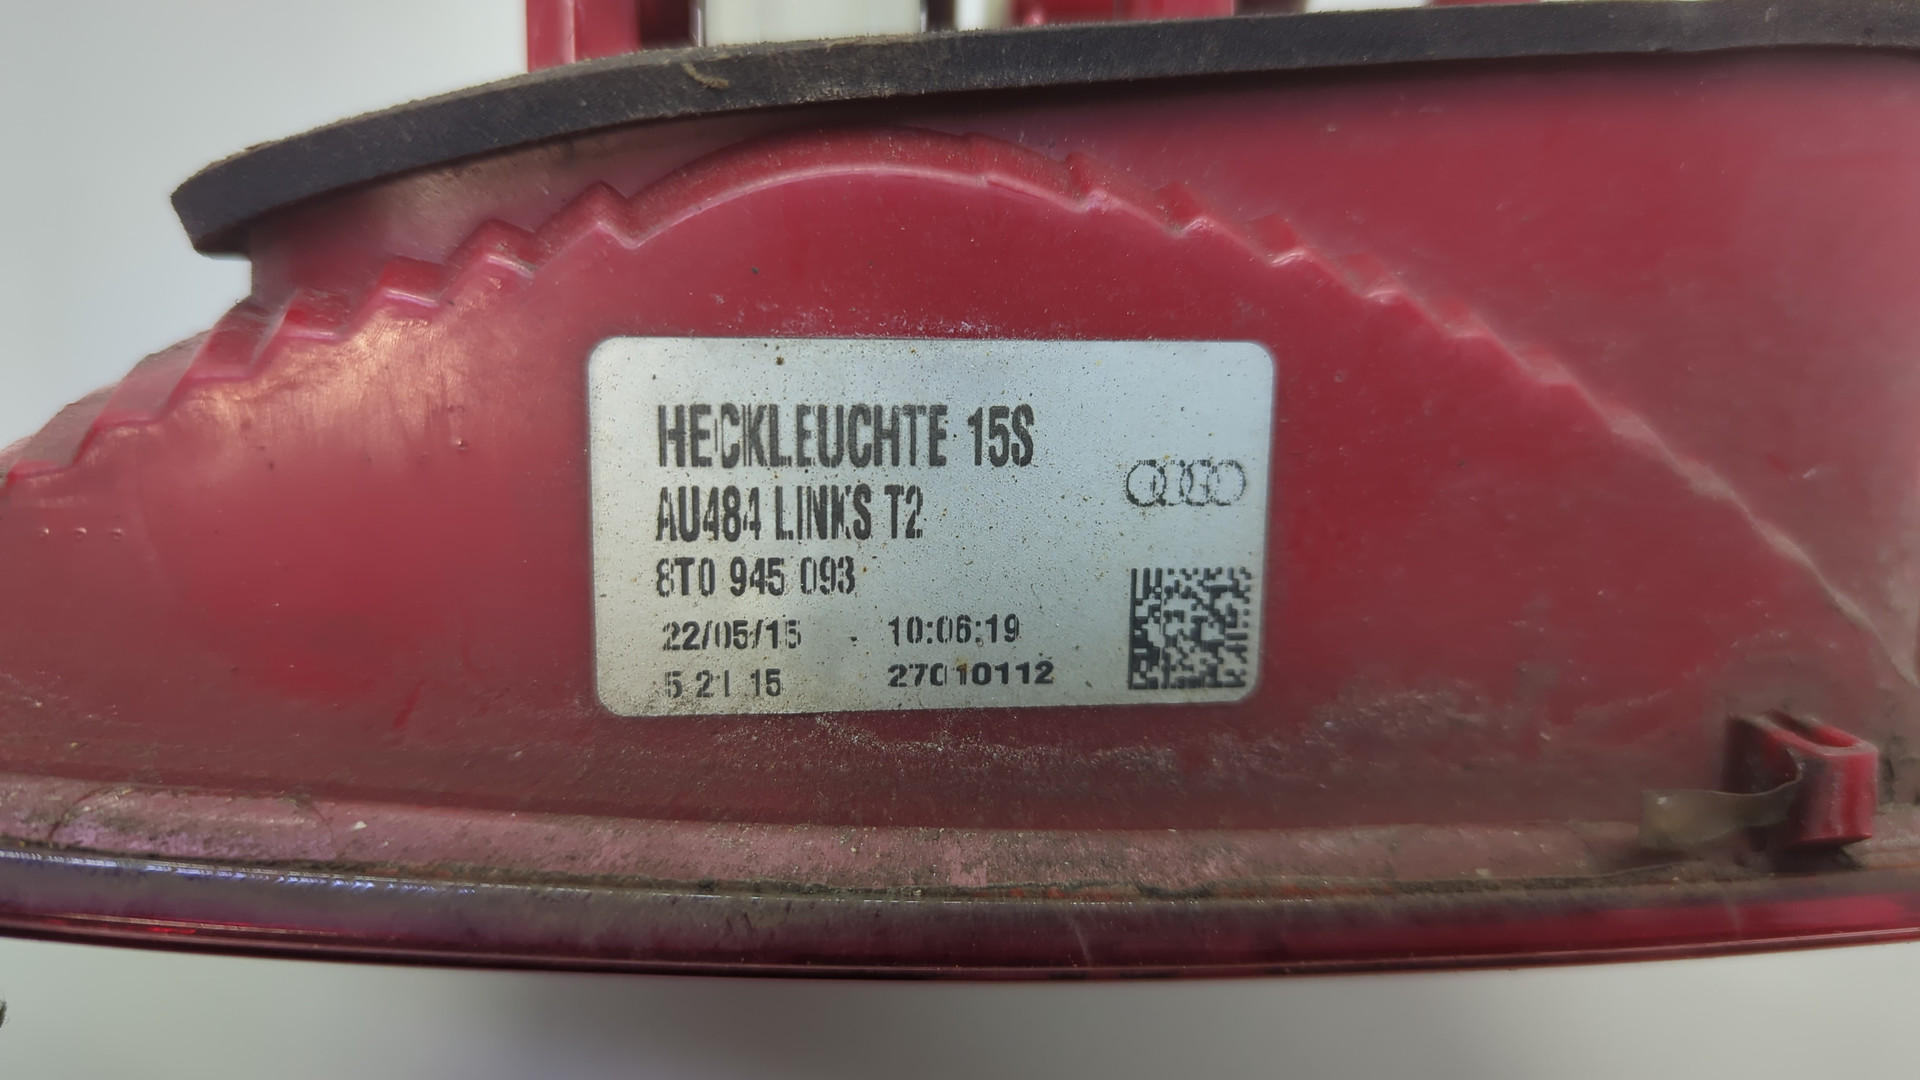 HECKLEUCHTE 15S
AU484 LINKS T2
8T0 945 093
22/05/15 - 10:06:19
5 21 15 27010112